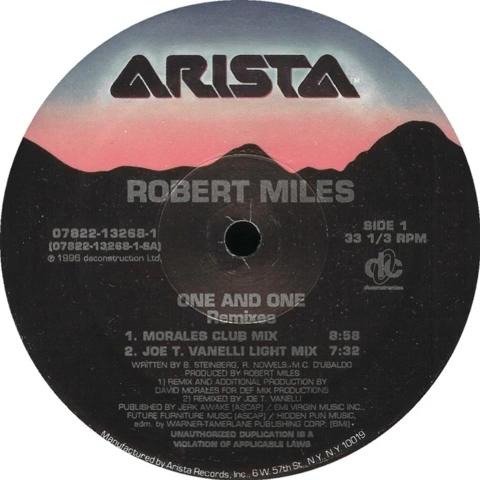 ARISTA™
ROBERT MILES
07822-13268-1
(07822-13268-1-SA)
℗ 1996 deconstruction Ltd.
SIDE 1
33 1/3 RPM
dc
deconstruction
ONE AND ONE
Remixes
1. MORALES CLUB MIX 8:58
2. JOE T. VANELLI LIGHT MIX 7:32
WRITTEN BY B. STEINBERG, R. NOWELS, M.C. D'UBALDO
PRODUCED BY ROBERT MILES
1) REMIX AND ADDITIONAL PRODUCTION BY
DAVID MORALES FOR DEF MIX PRODUCTIONS
2) REMIXED BY JOE T. VANELLI
PUBLISHED BY JERK AWAKE (ASCAP) / EMI VIRGIN MUSIC INC.,
FUTURE FURNITURE MUSIC (ASCAP) / HIDDEN PUN MUSIC,
adm. by WARNER-TAMERLANE PUBLISHING CORP. (BMI).
UNAUTHORIZED DUPLICATION IS A
VIOLATION OF APPLICABLE LAWS
Manufactured by Arista Records, Inc., 6 W. 57th St., N.Y., N.Y. 10019